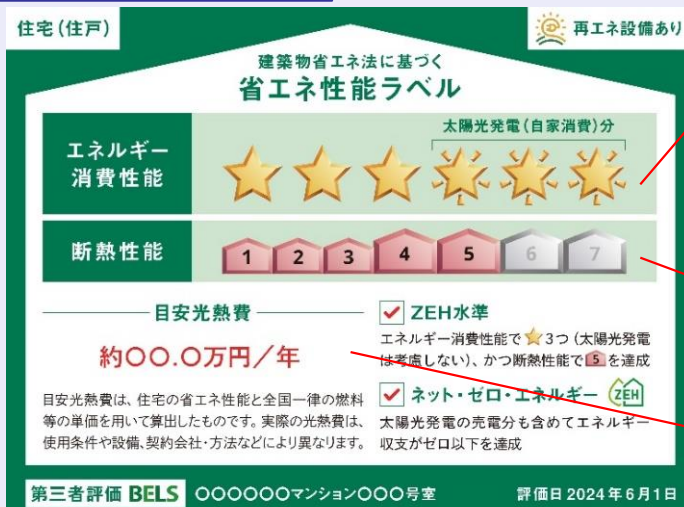 住宅(住戸)
再エネ設備あり
建築物省エネ法に基づく
省エネ性能ラベル
太陽光発電(自家消費)分
エネルギー
消費性能
断熱性能
1 2 3 4 5 6 7
目安光熱費
約〇〇.〇万円/年
目安光熱費は、住宅の省エネ性能と全国一律の燃料
等の単価を用いて算出したものです。実際の光熱費は、
使用条件や設備、契約会社・方法などにより異なります。
ZEH水準
エネルギー消費性能で⭐3つ(太陽光発電
は考慮しない)、かつ断熱性能で5を達成
ネット・ゼロ・エネルギー ZEH
太陽光発電の売電分も含めてエネルギー
収支がゼロ以下を達成
第三者評価 BELS 〇〇〇〇〇〇マンション〇〇〇号室 評価日 2024年6月1日